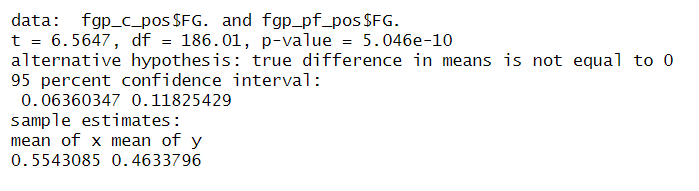 data:  fgp_c_pos$FG. and fgp_pf_pos$FG.
t = 6.5647, df = 186.01, p-value = 5.046e-10
alternative hypothesis: true difference in means is not equal to 0
95 percent confidence interval:
 0.06360347 0.11825429
sample estimates:
mean of x mean of y
0.5543085 0.4633796